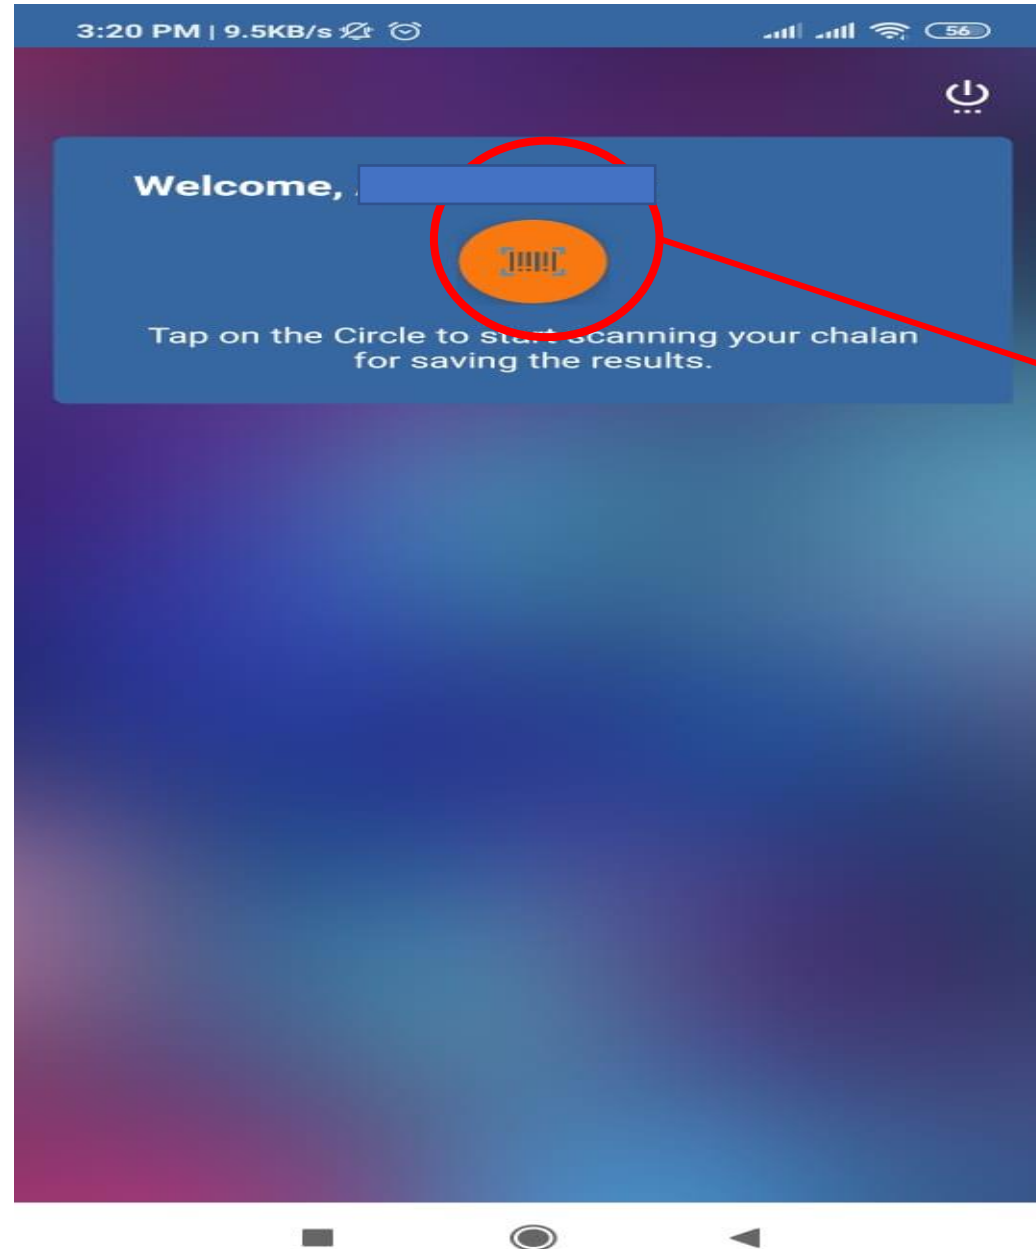 3:20 PM | 9.5KB/s 56
Welcome,
Tap on the Circle to start scanning your chalan
for saving the results.